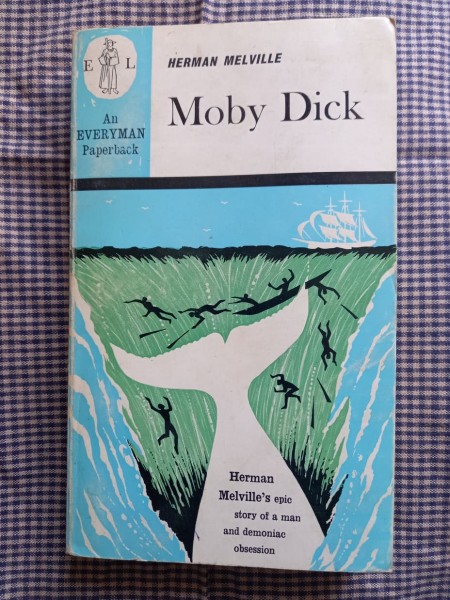 E L
An
EVERYMAN
Paperback
HERMAN MELVILLE
Moby Dick
Herman
Melville's epic
story of a man
and demoniac
obsession